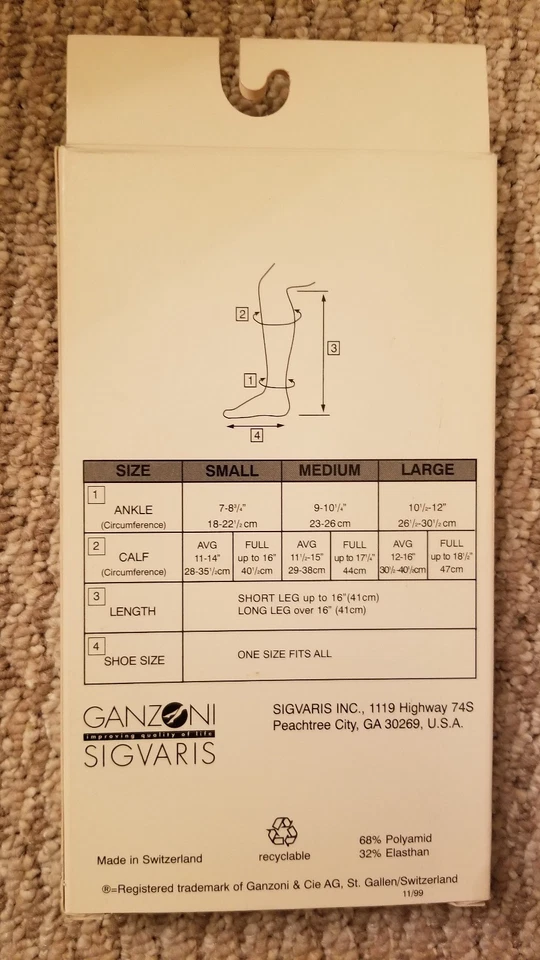 2
3
1
4
SIZE SMALL MEDIUM LARGE
1 ANKLE (Circumference)
7-8³/₄" 9-10¹/₄" 10¹/₂-12"
18-22¹/₂cm 23-26cm 26¹/₂-30¹/₂cm
2 CALF (Circumference)
AVG FULL AVG FULL AVG FULL
11-14" up to 16" 11¹/₂-15" up to 17¹/₄" 12-16" up to 18¹/₂"
28-35¹/₂cm 40¹/₂cm 29-38cm 44cm 30¹/₂-40¹/₂cm 47cm
3 LENGTH
SHORT LEG up to 16"(41cm)
LONG LEG over 16" (41cm)
4 SHOE SIZE
ONE SIZE FITS ALL
GANZONI
improving quality of life
SIGVARIS
SIGVARIS INC., 1119 Highway 74S
Peachtree City, GA 30269, U.S.A.
Made in Switzerland
recyclable
68% Polyamid
32% Elasthan
®=Registered trademark of Ganzoni & Cie AG, St. Gallen/Switzerland
11/99